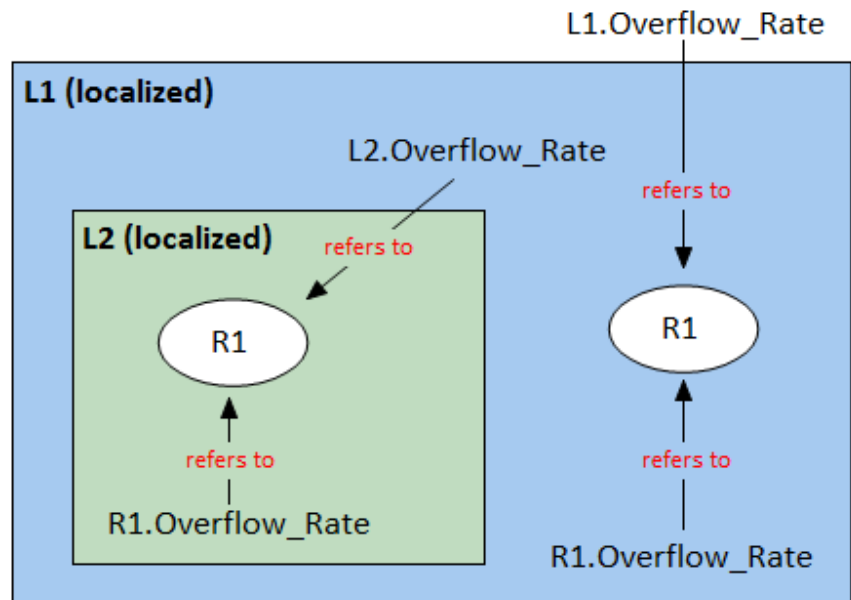 L1.Overflow_Rate
L1 (localized)
L2.Overflow_Rate
refers to
L2 (localized)
refers to
R1
R1
refers to
refers to
R1.Overflow_Rate
R1.Overflow_Rate